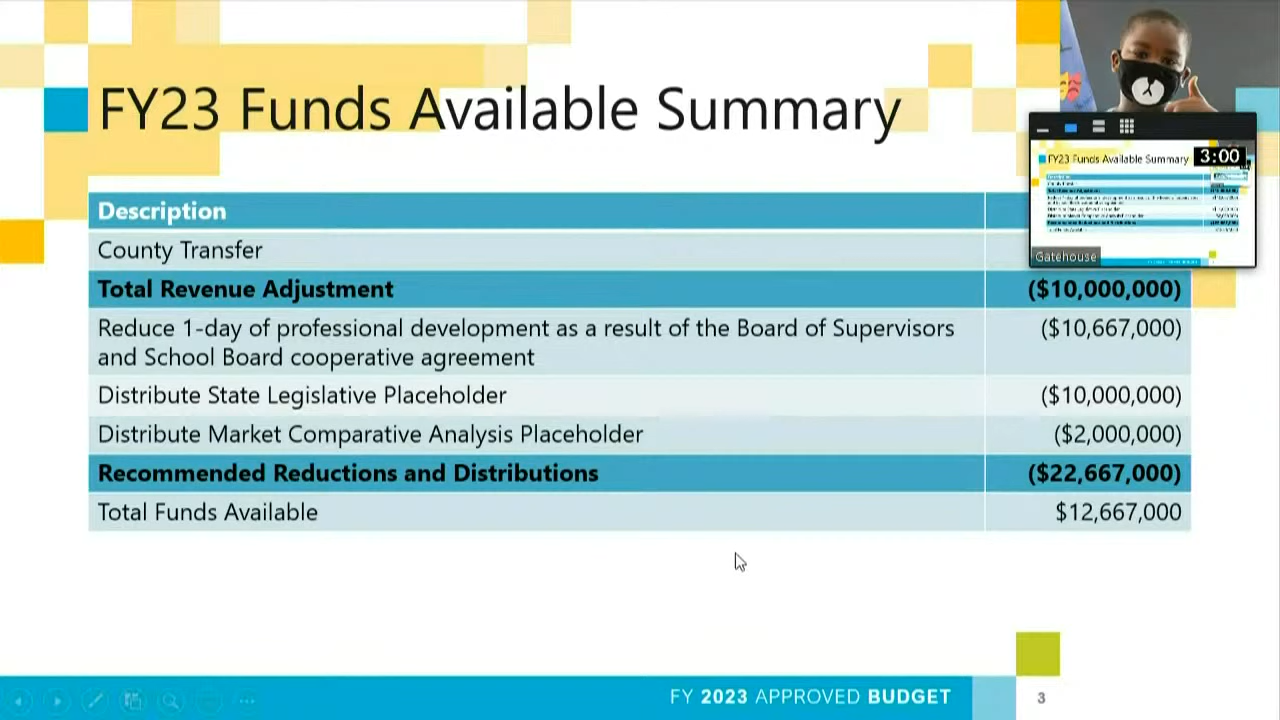 FY23 Funds Available Summary
3:00
FY23 Funds Available Summary
Gatehouse
Description
County Transfer
Total Revenue Adjustment ($10,000,000)
Reduce 1-day of professional development as a result of the Board of Supervisors ($10,667,000)
and School Board cooperative agreement
Distribute State Legislative Placeholder ($10,000,000)
Distribute Market Comparative Analysis Placeholder ($2,000,000)
Recommended Reductions and Distributions ($22,667,000)
Total Funds Available $12,667,000
FY 2023 APPROVED BUDGET 3